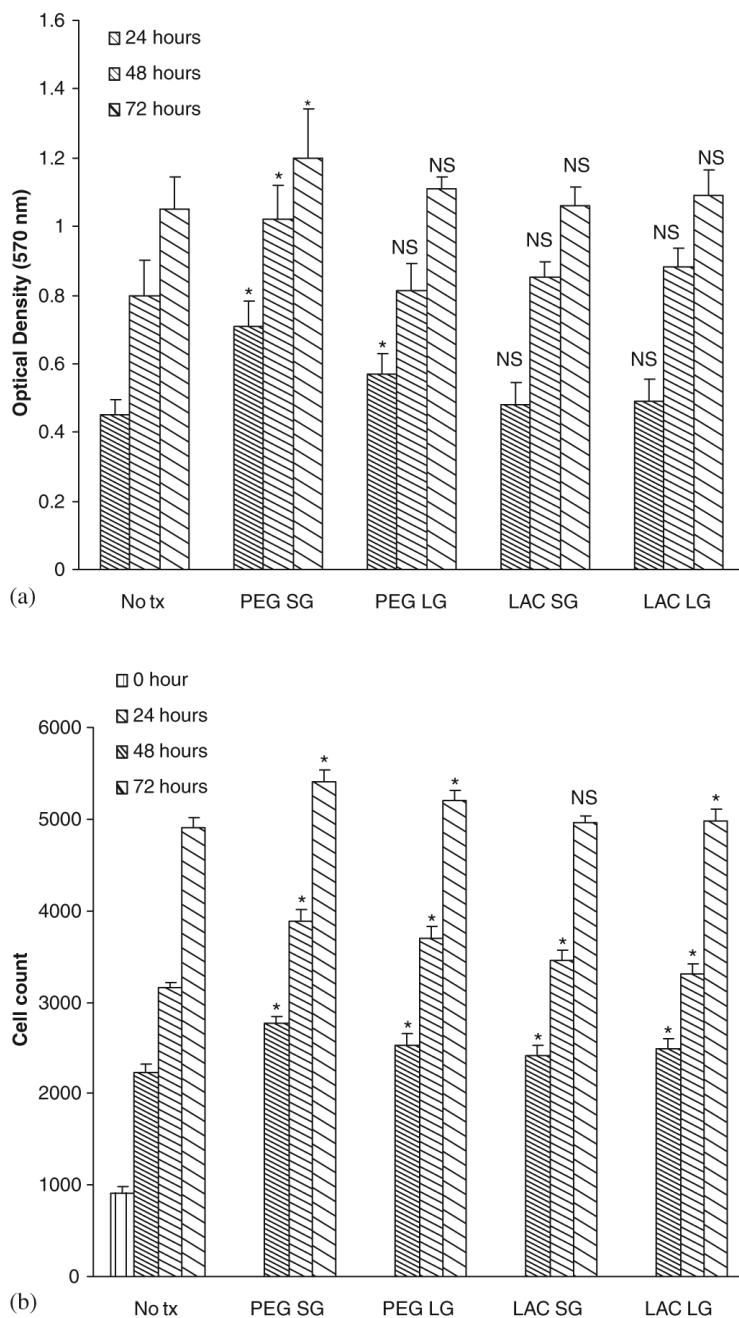 1.6
24 hours
1.4
48 hours
72 hours
*
1.2
NS
NS
NS
*
1
NS
NS
NS
0.8
*
Optical Density (570 nm)
0.6
*
NS
NS
0.4
0.2
0
(a)
No tx PEG SG PEG LG LAC SG LAC LG
0 hour
24 hours
6000
48 hours
72 hours
* * NS *
5000
4000
* * * *
3000
* * * *
Cell count
2000
1000
0
(b)
No tx PEG SG PEG LG LAC SG LAC LG